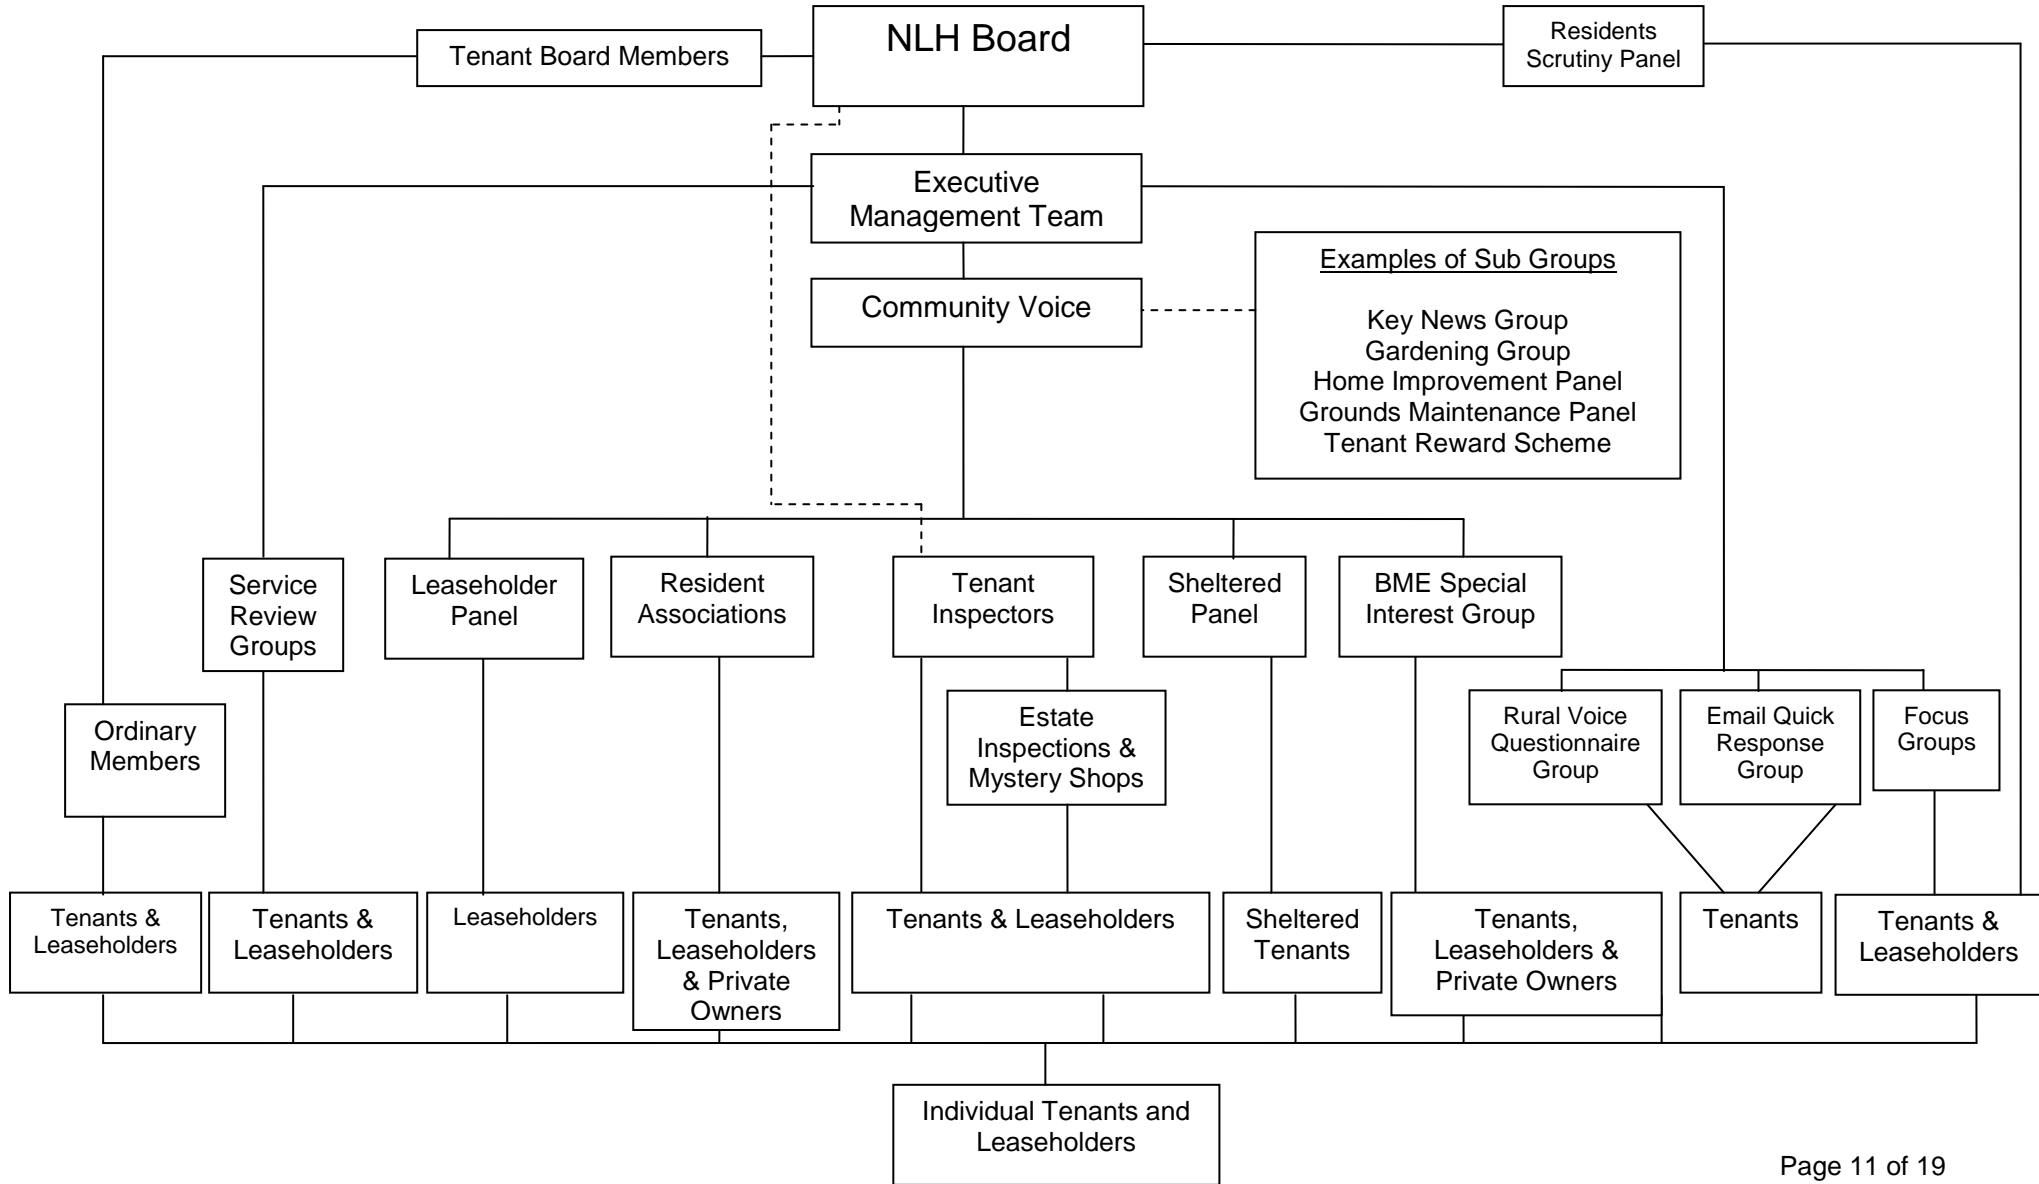 NLH Board
Tenant Board Members
Residents
Scrutiny Panel
Executive
Management Team
Community Voice
Examples of Sub Groups
Key News Group
Gardening Group
Home Improvement Panel
Grounds Maintenance Panel
Tenant Reward Scheme
Service
Review
Groups
Leaseholder
Panel
Resident
Associations
Tenant
Inspectors
Sheltered
Panel
BME Special
Interest Group
Ordinary
Members
Estate
Inspections &
Mystery Shops
Rural Voice
Questionnaire
Group
Email Quick
Response
Group
Focus
Groups
Tenants &
Leaseholders
Tenants &
Leaseholders
Leaseholders
Tenants,
Leaseholders
& Private
Owners
Tenants & Leaseholders
Sheltered
Tenants
Tenants,
Leaseholders &
Private Owners
Tenants
Tenants &
Leaseholders
Individual Tenants and
Leaseholders
Page 11 of 19